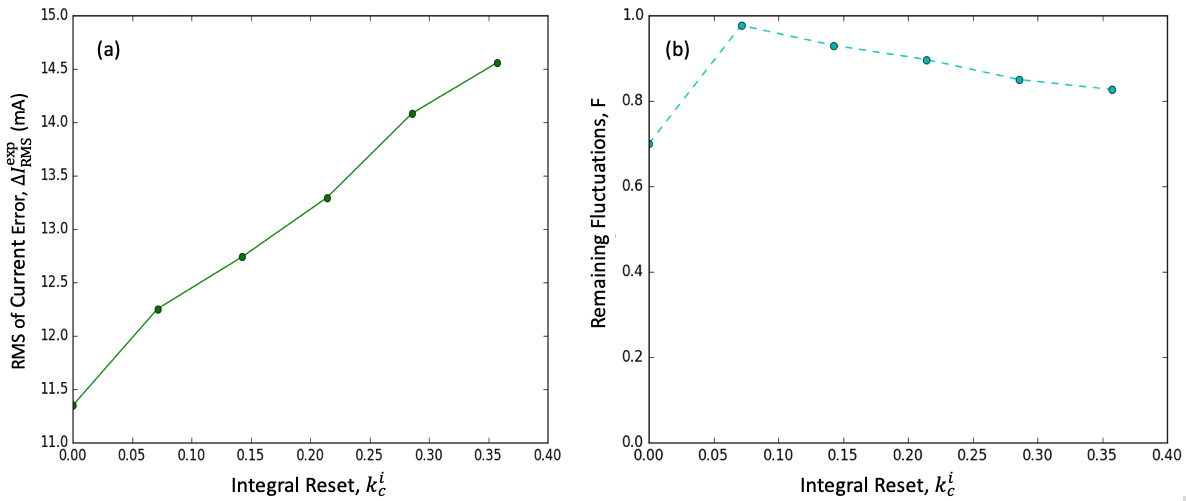 (a)
RMS of Current Error, ΔI_RMS^exp (mA)
15.0
14.5
14.0
13.5
13.0
12.5
12.0
11.5
11.0
0.00 0.05 0.10 0.15 0.20 0.25 0.30 0.35 0.40
Integral Reset, k_c^i
(b)
Remaining Fluctuations, F
1.0
0.8
0.6
0.4
0.2
0.0
0.00 0.05 0.10 0.15 0.20 0.25 0.30 0.35 0.40
Integral Reset, k_c^i